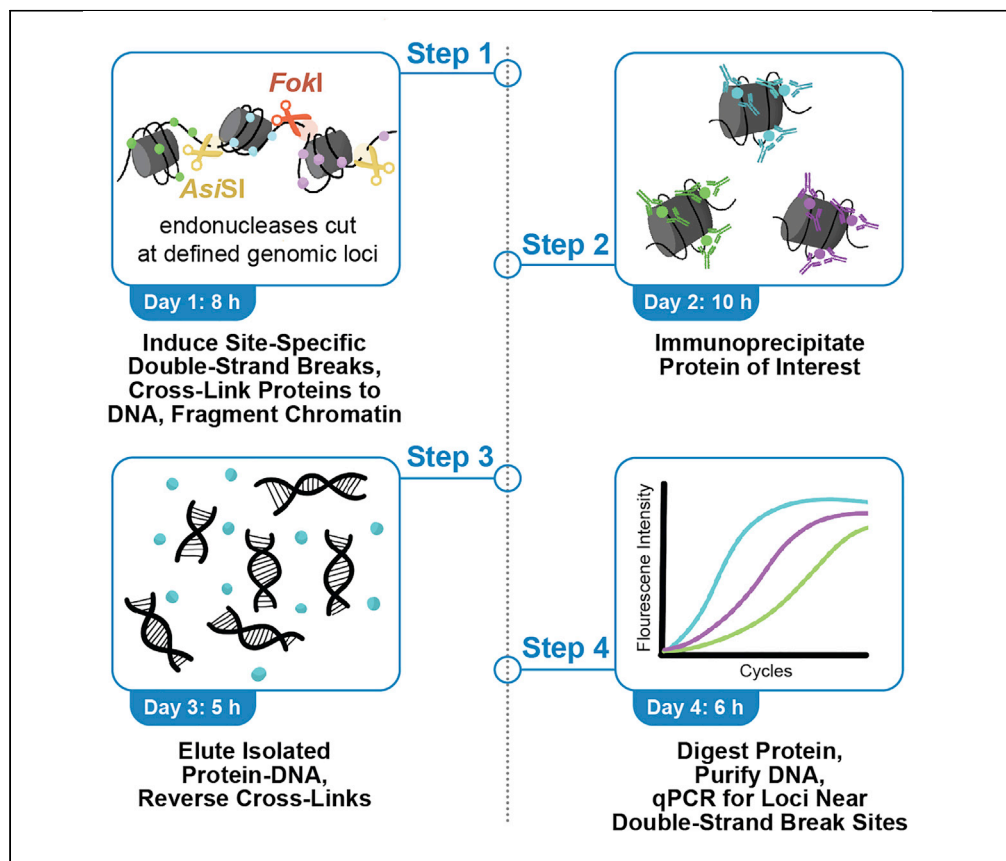 Step 1
FokI
AsiSI
endonucleases cut
at defined genomic loci
Day 1: 8 h
Induce Site-Specific
Double-Strand Breaks,
Cross-Link Proteins to
DNA, Fragment Chromatin
Step 2
Day 2: 10 h
Immunoprecipitate
Protein of Interest
Step 3
Day 3: 5 h
Elute Isolated
Protein-DNA,
Reverse Cross-Links
Step 4
Flourescene Intensity
Cycles
Day 4: 6 h
Digest Protein,
Purify DNA,
qPCR for Loci Near
Double-Strand Break Sites